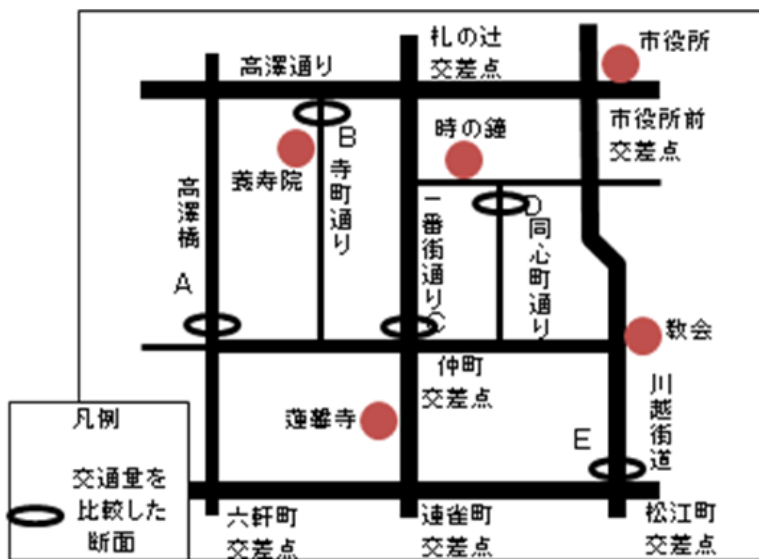 高澤通り
札の辻
交差点
市役所
市役所前
交差点
時の鐘
B
養寿院
寺町通り
高澤橋
A
一番街通り
C
D
同心町通り
教会
仲町
交差点
川越街道
蓮馨寺
E
凡例
交通量を
比較した
断面
六軒町
交差点
連雀町
交差点
松江町
交差点